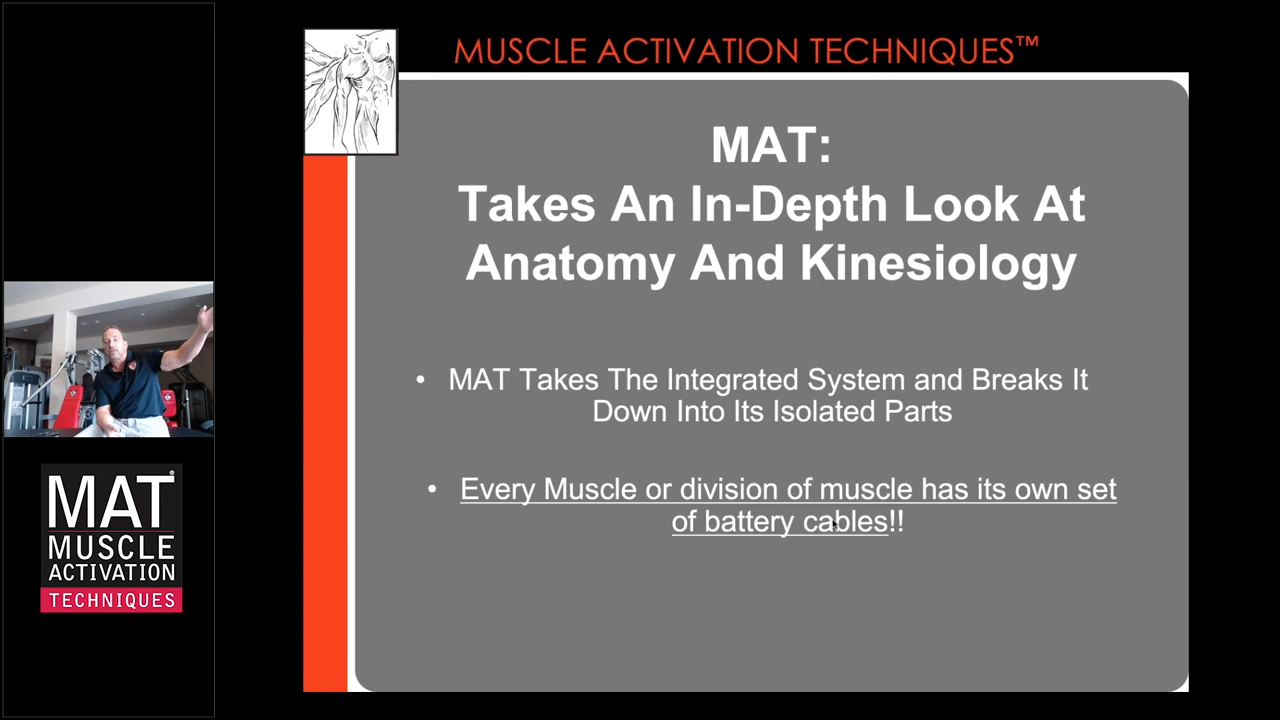 MUSCLE ACTIVATION TECHNIQUES™
MAT:
Takes An In-Depth Look At
Anatomy And Kinesiology
• MAT Takes The Integrated System and Breaks It
Down Into Its Isolated Parts
• Every Muscle or division of muscle has its own set
of battery cables!!
MAT®
MUSCLE
ACTIVATION
TECHNIQUES